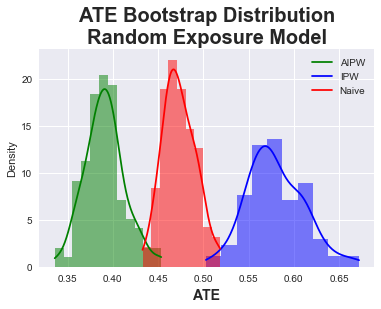 ATE Bootstrap Distribution
Random Exposure Model
AIPW
IPW
Naive
Density
20
15
10
5
0
0.35 0.40 0.45 0.50 0.55 0.60 0.65
ATE